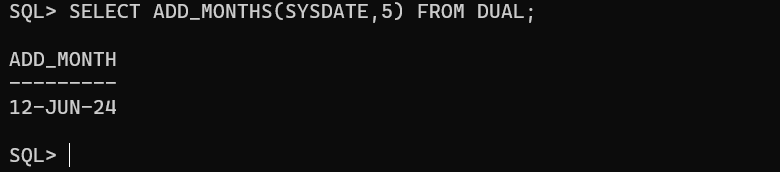 SQL> SELECT ADD_MONTHS(SYSDATE,5) FROM DUAL;
ADD_MONTH
---------
12-JUN-24
SQL>